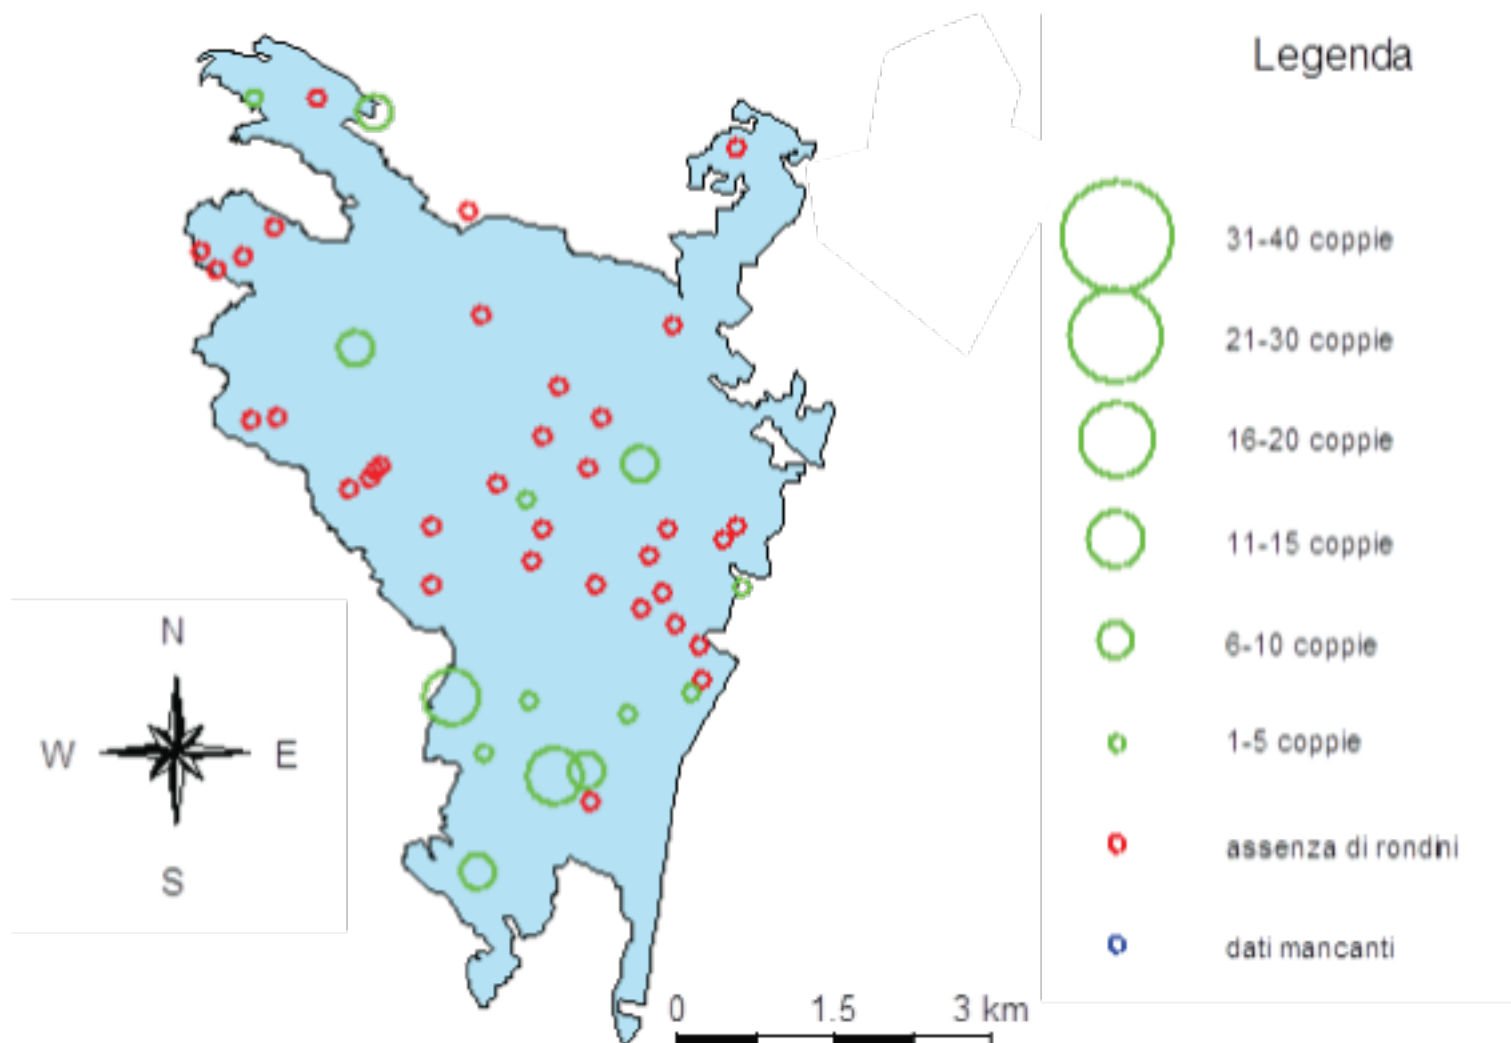 Legenda
31-40 coppie
21-30 coppie
16-20 coppie
11-15 coppie
6-10 coppie
1-5 coppie
assenza di rondini
dati mancanti
N
W E
S
0 1.5 3 km